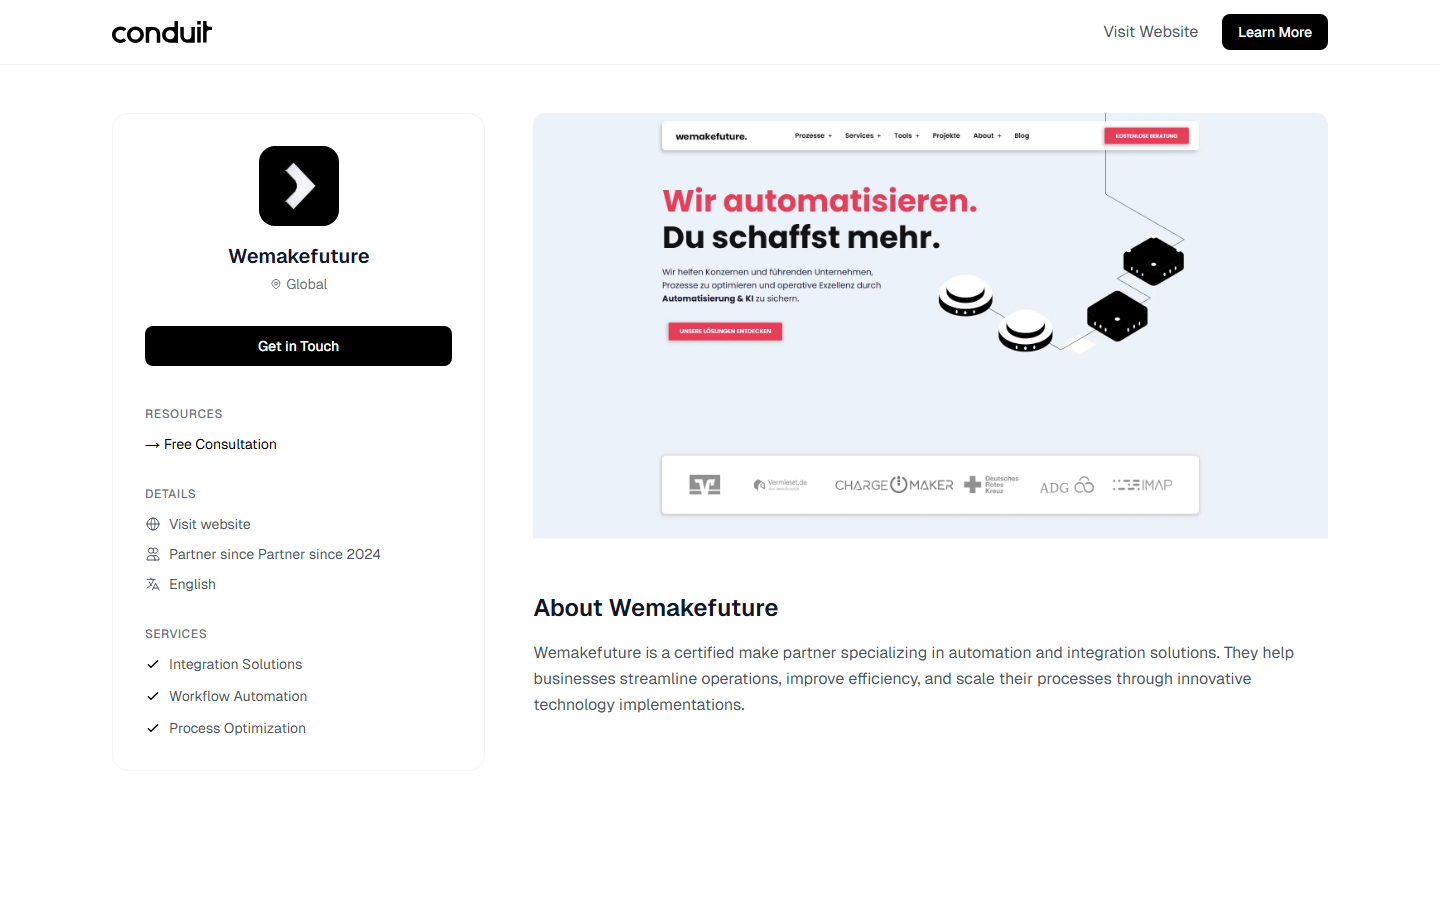 conduit
Visit Website
Learn More
Wemakefuture
Global
Get in Touch
RESOURCES
→ Free Consultation
DETAILS
Visit website
Partner since Partner since 2024
English
SERVICES
Integration Solutions
Workflow Automation
Process Optimization
wemakefuture.
Prozesse +
Services +
Tools +
Projekte
About +
Blog
KOSTENLOSE BERATUNG
Wir automatisieren.
Du schaffst mehr.
Wir helfen Konzernen und führenden Unternehmen,
Prozesse zu optimieren und operative Exzellenz durch
Automatisierung & KI zu sichern.
UNSERE LÖSUNGEN ENTDECKEN
Vermietet.de
CHARGE MAKER
Deutsches
Rotes
Kreuz
ADG
IMAP
About Wemakefuture
Wemakefuture is a certified make partner specializing in automation and integration solutions. They help
businesses streamline operations, improve efficiency, and scale their processes through innovative
technology implementations.